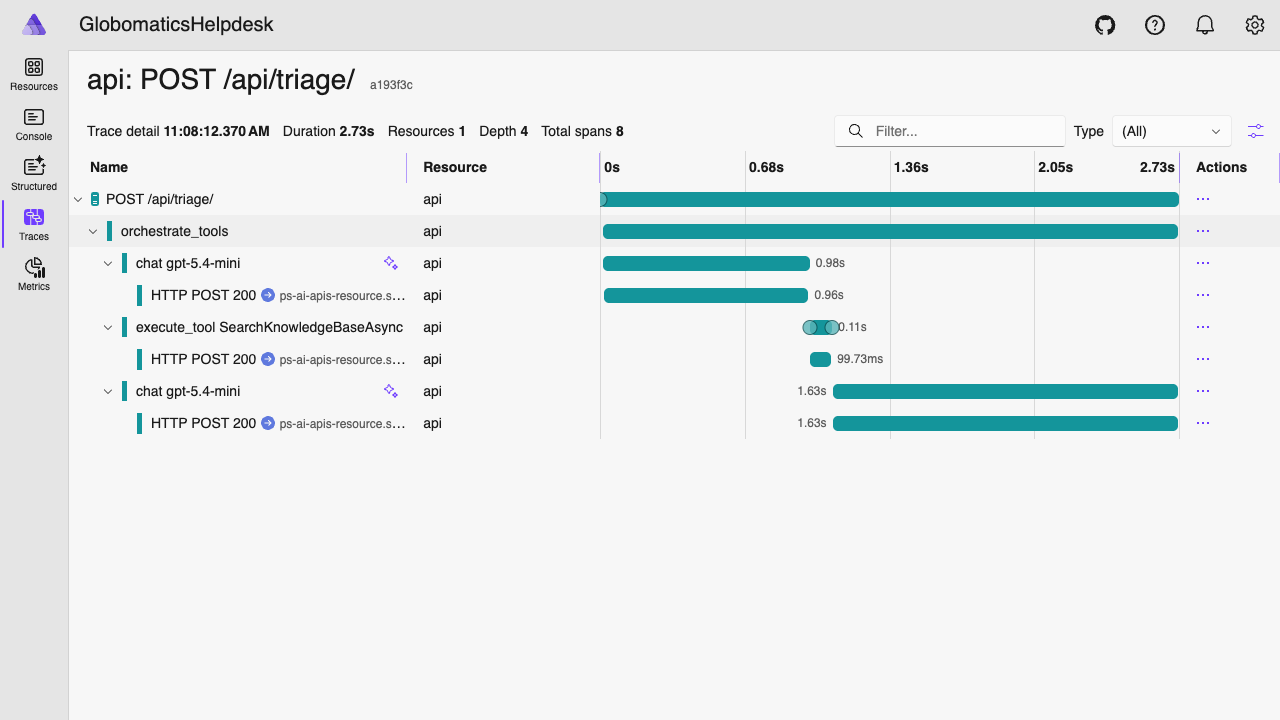 GlobomaticsHelpdesk
Resources
Console
Structured
Traces
Metrics
api: POST /api/triage/ a193f3c
Trace detail 11:08:12.370 AM Duration 2.73s Resources 1 Depth 4 Total spans 8
Filter... Type (All)
Name Resource 0s 0.68s 1.36s 2.05s 2.73s Actions
POST /api/triage/ api
orchestrate_tools api
chat gpt-5.4-mini api 0.98s
HTTP POST 200 ps-ai-apis-resource.s... api 0.96s
execute_tool SearchKnowledgeBaseAsync api 0.11s
HTTP POST 200 ps-ai-apis-resource.s... api 99.73ms
chat gpt-5.4-mini api 1.63s
HTTP POST 200 ps-ai-apis-resource.s... api 1.63s